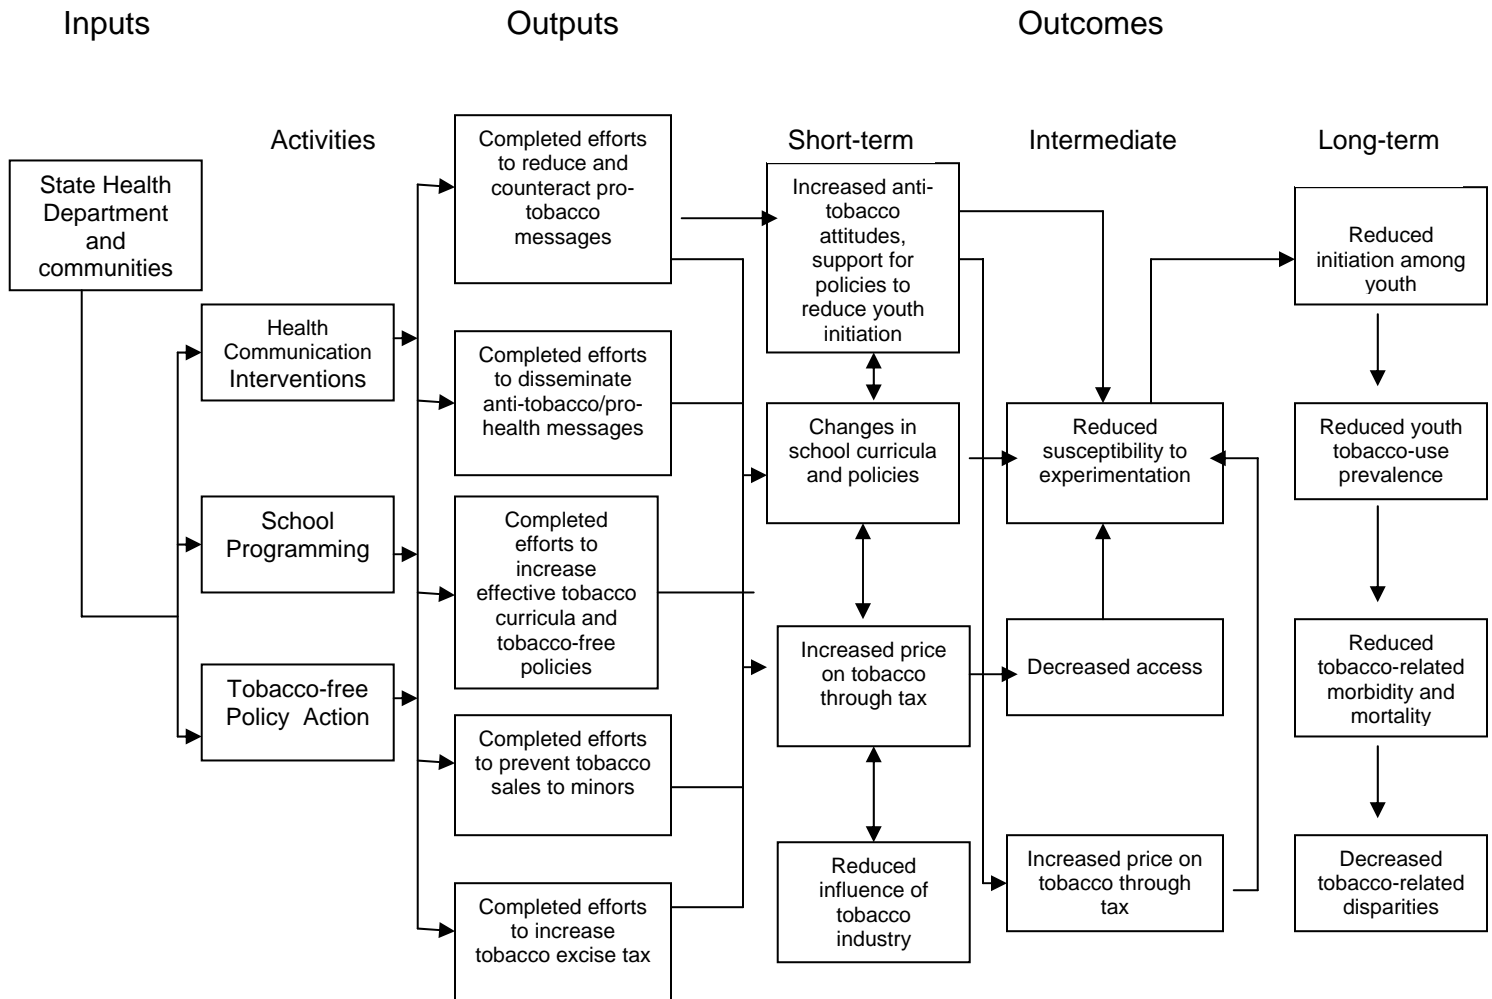 Inputs
Outputs
Outcomes
Activities
Short-term
Intermediate
Long-term
State Health
Department
and
communities
Health
Communication
Interventions
School
Programming
Tobacco-free
Policy Action
Completed efforts
to reduce and
counteract pro-
tobacco
messages
Completed efforts
to disseminate
anti-tobacco/pro-
health messages
Completed
efforts to
increase
effective tobacco
curricula and
tobacco-free
policies
Completed efforts
to prevent tobacco
sales to minors
Completed efforts
to increase
tobacco excise tax
Increased anti-
tobacco
attitudes,
support for
policies to
reduce youth
initiation
Changes in
school curricula
and policies
Increased price
on tobacco
through tax
Reduced
influence of
tobacco
industry
Reduced
susceptibility to
experimentation
Decreased access
Increased price on
tobacco through
tax
Reduced
initiation among
youth
Reduced youth
tobacco-use
prevalence
Reduced
tobacco-related
morbidity and
mortality
Decreased
tobacco-related
disparities